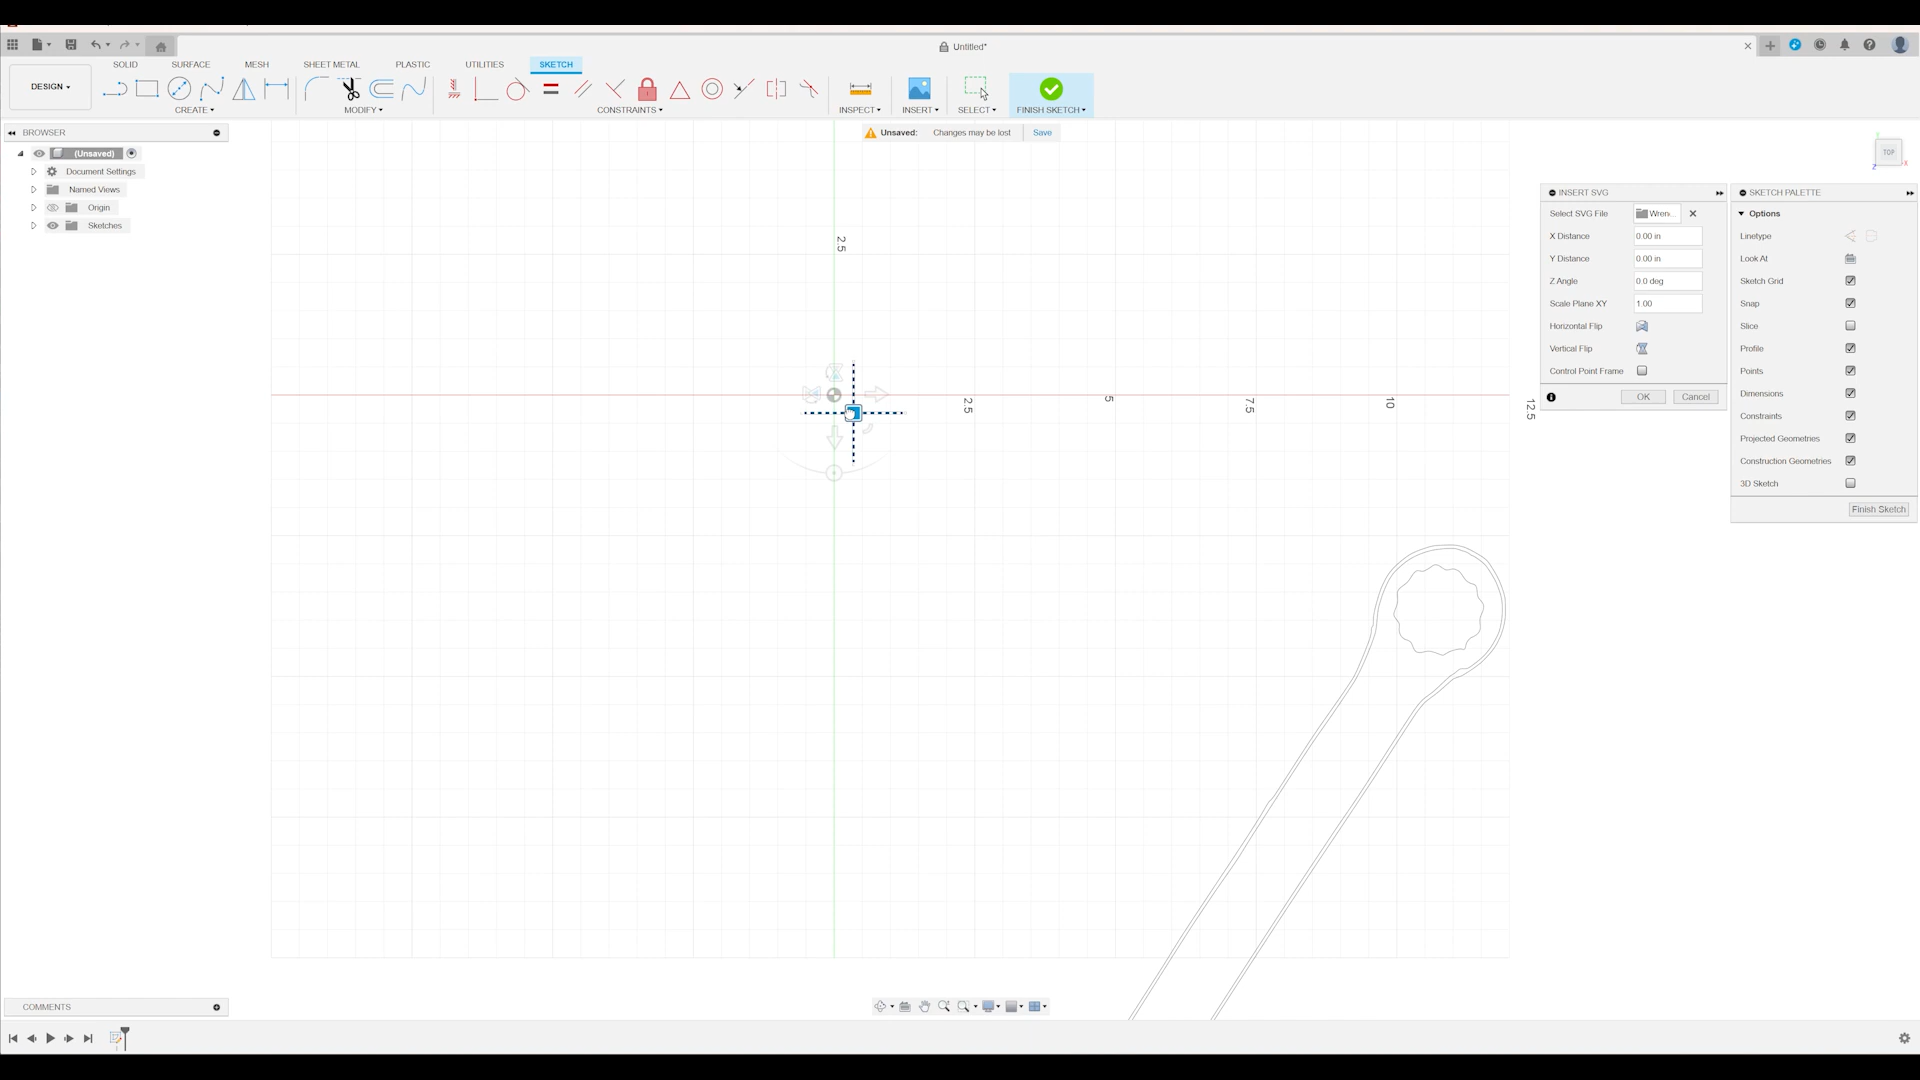 Untitled*
DESIGN
SOLID
SURFACE
MESH
SHEET METAL
PLASTIC
UTILITIES
SKETCH
CREATE
MODIFY
CONSTRAINTS
INSPECT
INSERT
SELECT
FINISH SKETCH
BROWSER
Unsaved: Changes may be lost Save
(Unsaved)
Document Settings
Named Views
Origin
Sketches
TOP
X
Z
INSERT SVG
Select SVG File Wren...
X Distance 0.00 in
Y Distance 0.00 in
Z Angle 0.0 deg
Scale Plane XY 1.00
Horizontal Flip
Vertical Flip
Control Point Frame
OK Cancel
SKETCH PALETTE
Options
Linetype
Look At
Sketch Grid
Snap
Slice
Profile
Points
Dimensions
Constraints
Projected Geometries
Construction Geometries
3D Sketch
Finish Sketch
2.5
2.5
5
7.5
10
12.5
COMMENTS